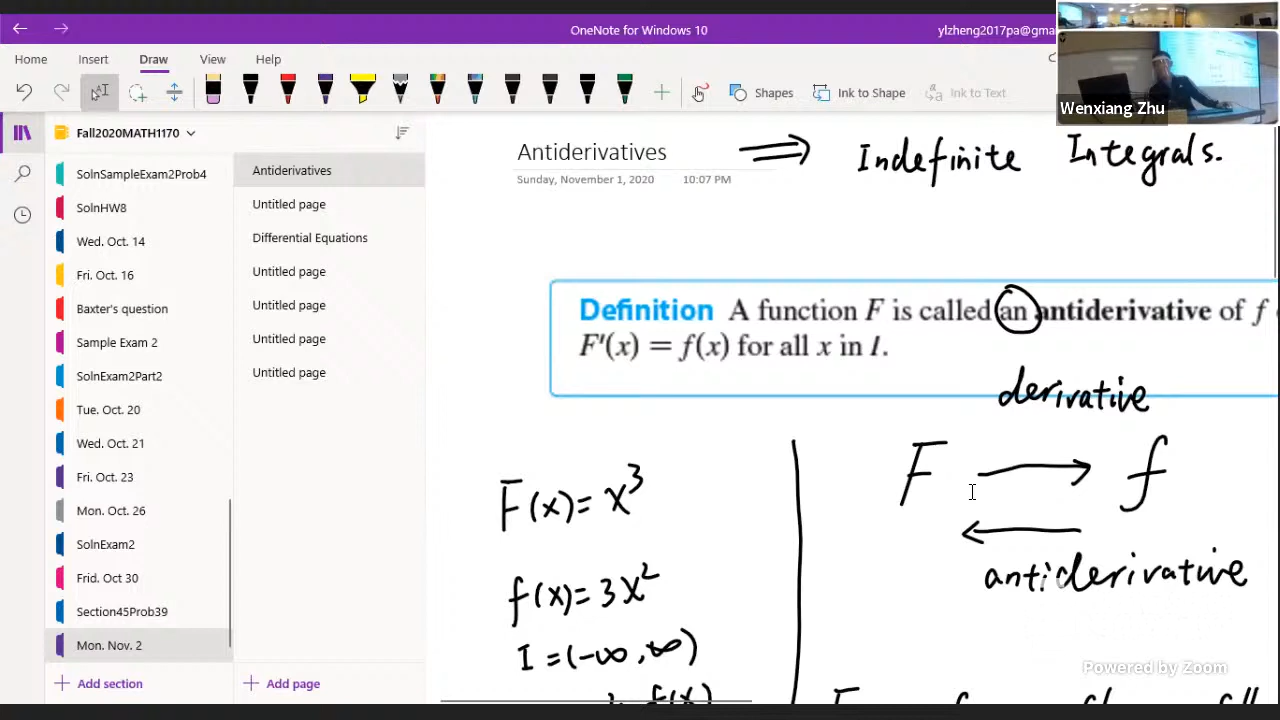 OneNote for Windows 10
ylzheng2017pa@gma
Home Insert Draw View Help
Shapes Ink to Shape Ink to Text
Wenxiang Zhu
Fall2020MATH1170
SolnSampleExam2Prob4
SolnHW8
Wed. Oct. 14
Fri. Oct. 16
Baxter's question
Sample Exam 2
SolnExam2Part2
Tue. Oct. 20
Wed. Oct. 21
Fri. Oct. 23
Mon. Oct. 26
SolnExam2
Frid. Oct 30
Section45Prob39
Mon. Nov. 2
Add section
Antiderivatives
Untitled page
Differential Equations
Untitled page
Untitled page
Untitled page
Untitled page
Add page
Antiderivatives ⟹ Indefinite Integrals.
Sunday, November 1, 2020 10:07 PM
Definition A function F is called an antiderivative of f
F'(x) = f(x) for all x in I.
derivative
F → f
←
antiderivative
F(x) = x³
f(x) = 3x²
I = (-∞, ∞)
f(x)
Powered by Zoom